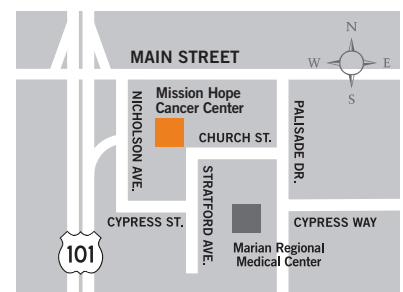 N
MAIN STREET
W
E
S
Mission Hope
Cancer Center
NICHOLSON AVE.
PALISADE DR.
CHURCH ST.
STRATFORD AVE.
CYPRESS ST.
CYPRESS WAY
101
Marian Regional
Medical Center